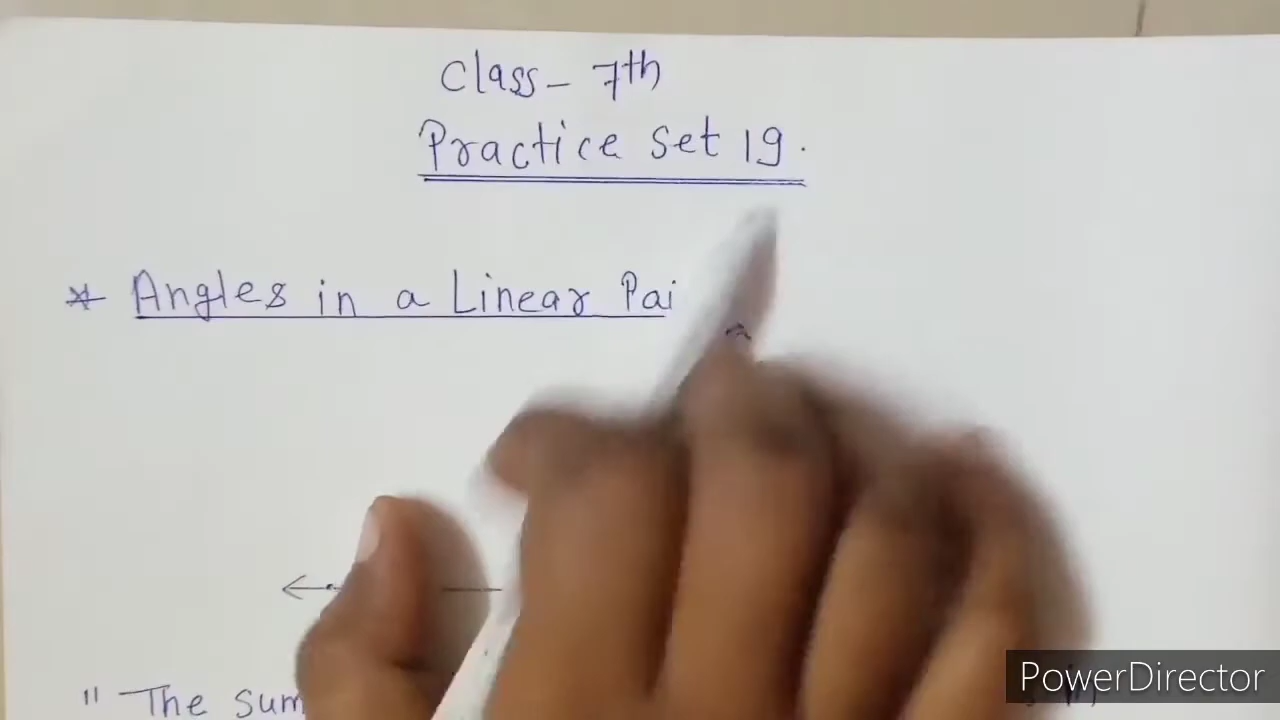 Class - 7th
Practice Set 19.
* Angles in a Linear Pai
" The sum
PowerDirector